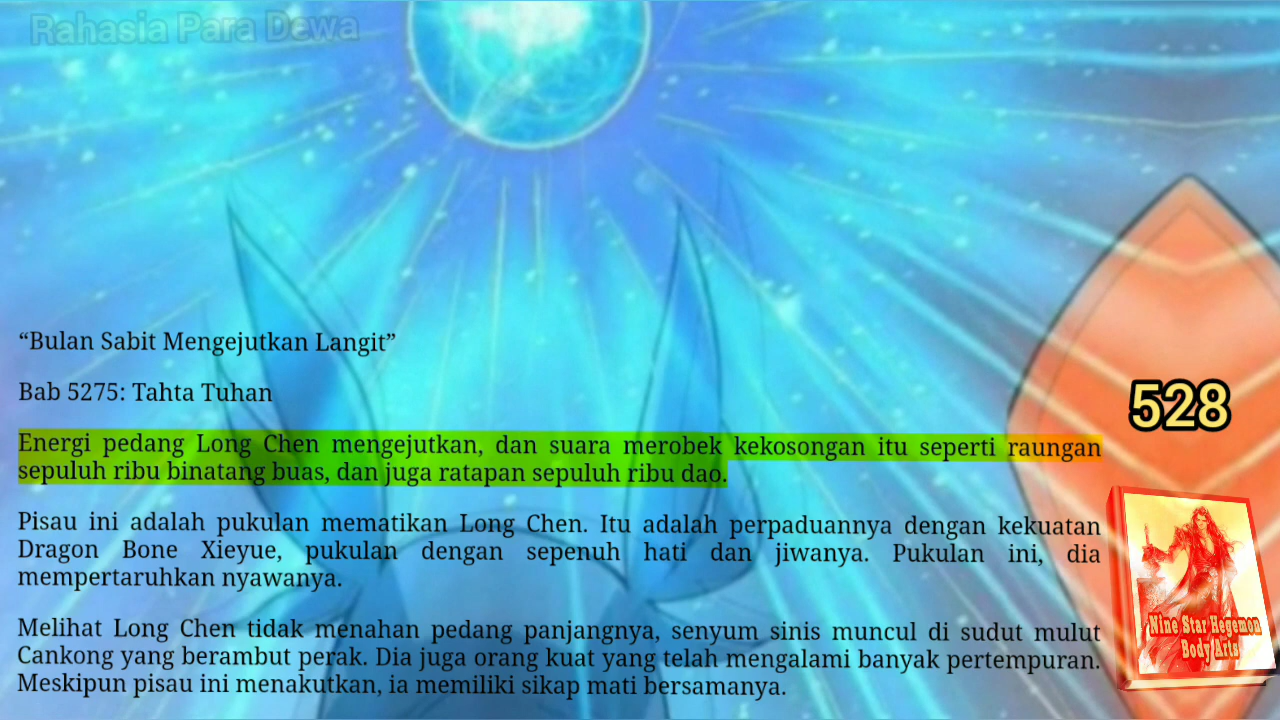 Rahasia Para Dewa
“Bulan Sabit Mengejutkan Langit”
Bab 5275: Tahta Tuhan
Energi pedang Long Chen mengejutkan, dan suara merobek kekosongan itu seperti raungan
sepuluh ribu binatang buas, dan juga ratapan sepuluh ribu dao.
Pisau ini adalah pukulan mematikan Long Chen. Itu adalah perpaduannya dengan kekuatan
Dragon Bone Xieyue, pukulan dengan sepenuh hati dan jiwanya. Pukulan ini, dia
mempertaruhkan nyawanya.
Melihat Long Chen tidak menahan pedang panjangnya, senyum sinis muncul di sudut mulut
Cankong yang berambut perak. Dia juga orang kuat yang telah mengalami banyak pertempuran.
Meskipun pisau ini menakutkan, ia memiliki sikap mati bersamanya.
528
Nine Star Hegemon
Body Arts